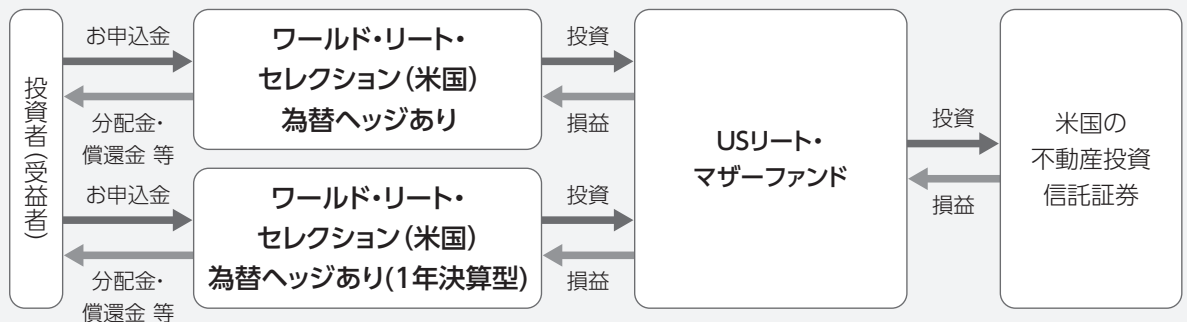 投資者(受益者)
お申込金
分配金・
償還金 等
お申込金
分配金・
償還金 等
ワールド・リート・
セレクション(米国)
為替ヘッジあり
ワールド・リート・
セレクション(米国)
為替ヘッジあり(1年決算型)
投資
損益
投資
損益
USリート・
マザーファンド
投資
損益
米国の
不動産投資
信託証券